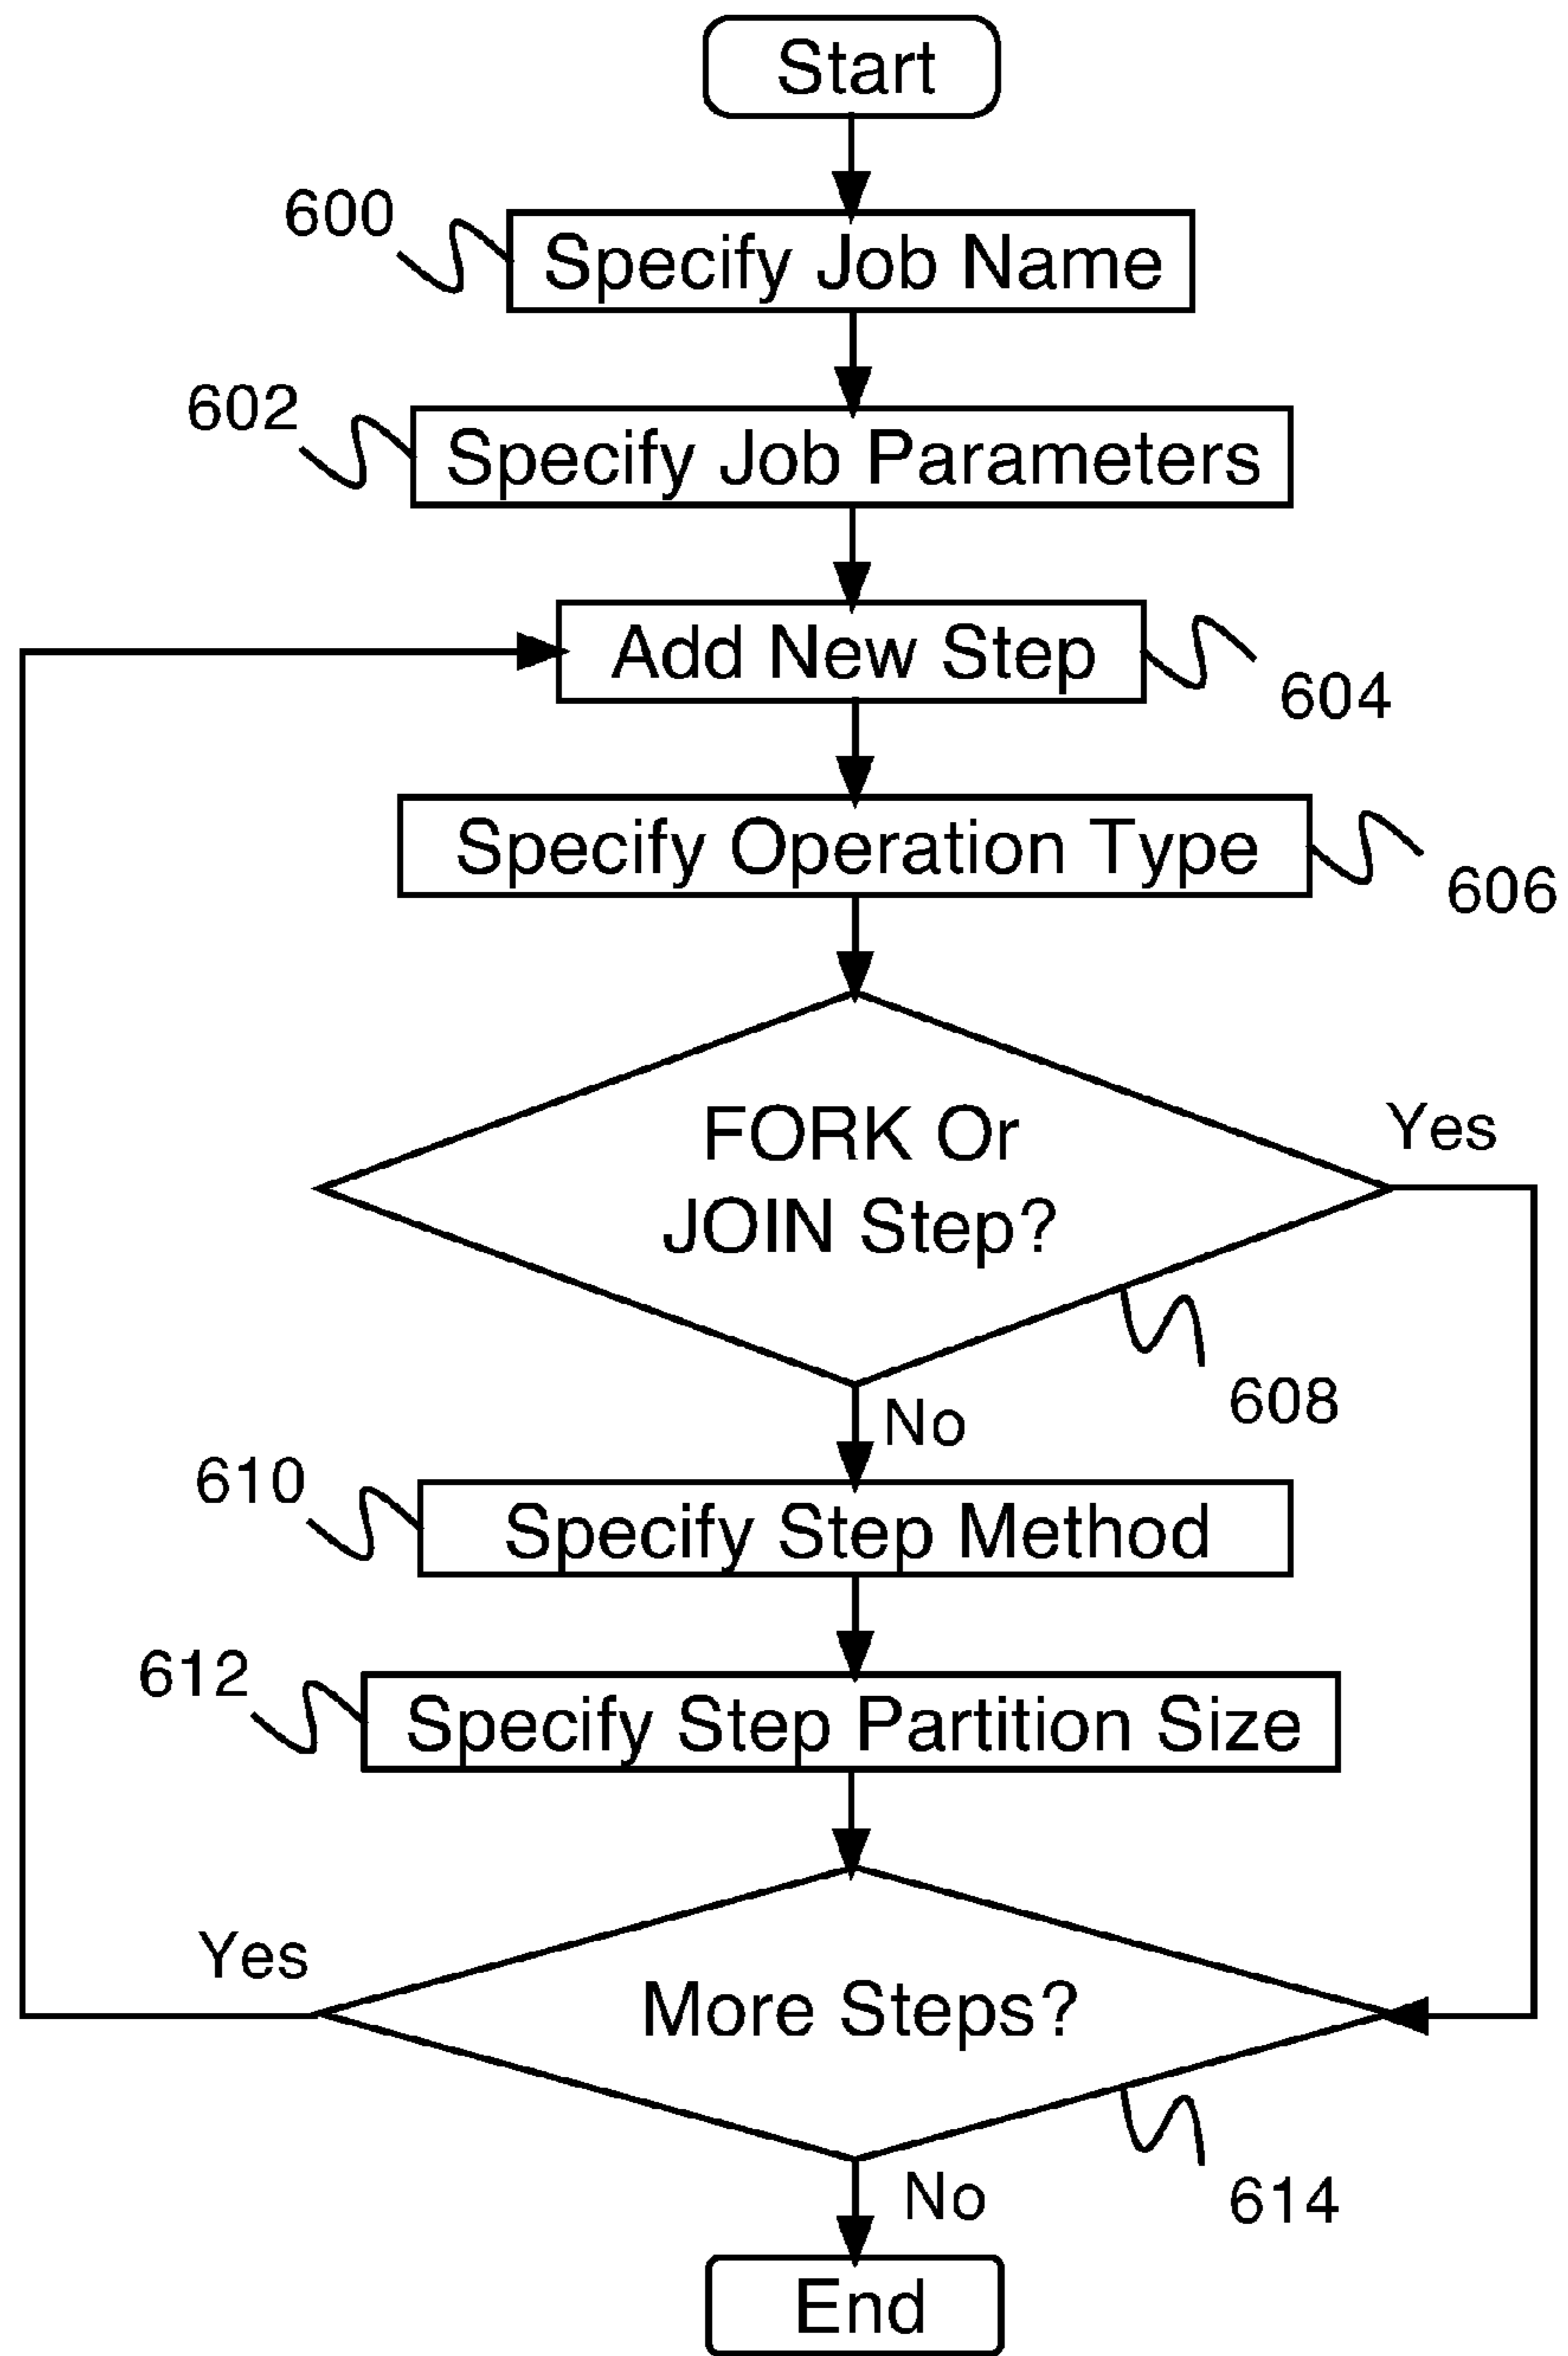 Start
600
Specify Job Name
602
Specify Job Parameters
Add New Step
604
Specify Operation Type
606
FORK Or
JOIN Step?
Yes
608
No
610
Specify Step Method
612
Specify Step Partition Size
Yes
More Steps?
614
No
End